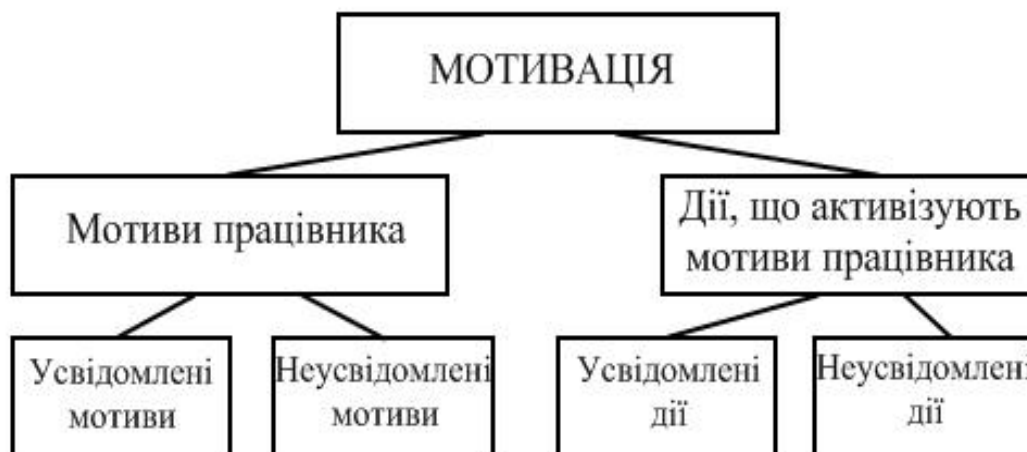 МОТИВАЦІЯ
Мотиви працівника
Дії, що активізують
мотиви працівника
Усвідомлені
мотиви
Неусвідомлені
мотиви
Усвідомлені
дії
Неусвідомлені
дії